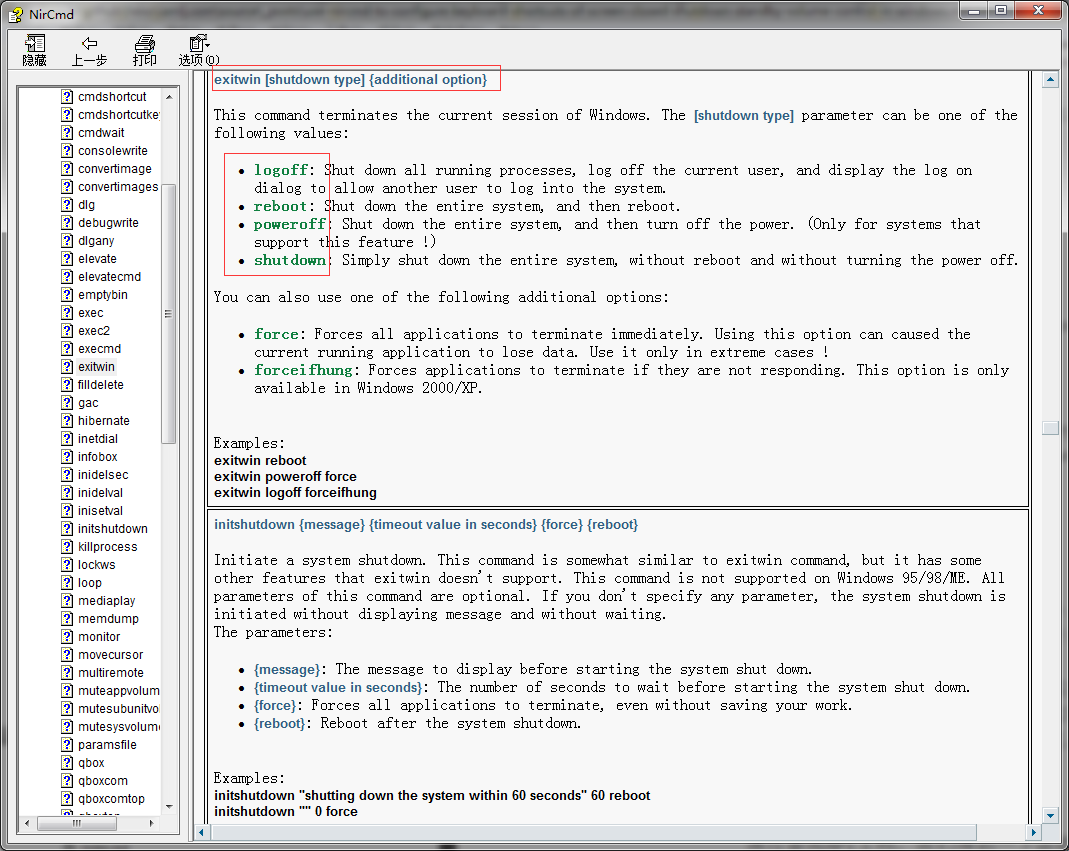 NirCmd
隐藏
上一步
打印
选项(O)
cmdshortcut
cmdshortcutke
cmdwait
consolewrite
convertimage
convertimages
dlg
debugwrite
dlgany
elevate
elevatecmd
emptybin
exec
exec2
execmd
exitwin
filldelete
gac
hibernate
inetdial
infobox
inidelsec
inidelval
inisetval
initshutdown
killprocess
lockws
loop
mediaplay
memdump
monitor
movecursor
multiremote
muteappvolum
mutesubunitvo
mutesysvolum
paramsfile
qbox
qboxcom
qboxcomtop
exitwin [shutdown type] {additional option}
This command terminates the current session of Windows. The [shutdown type] parameter can be one of the
following values:
• logoff: Shut down all running processes, log off the current user, and display the log on
dialog to allow another user to log into the system.
• reboot: Shut down the entire system, and then reboot.
• poweroff: Shut down the entire system, and then turn off the power. (Only for systems that
support this feature !)
• shutdown: Simply shut down the entire system, without reboot and without turning the power off.
You can also use one of the following additional options:
• force: Forces all applications to terminate immediately. Using this option can caused the
current running application to lose data. Use it only in extreme cases !
• forceifhung: Forces applications to terminate if they are not responding. This option is only
available in Windows 2000/XP.
Examples:
exitwin reboot
exitwin poweroff force
exitwin logoff forceifhung
initshutdown {message} {timeout value in seconds} {force} {reboot}
Initiate a system shutdown. This command is somewhat similar to exitwin command, but it has some
other features that exitwin doesn't support. This command is not supported on Windows 95/98/ME. All
parameters of this command are optional. If you don't specify any parameter, the system shutdown is
initiated without displaying message and without waiting.
The parameters:
• {message}: The message to display before starting the system shut down.
• {timeout value in seconds}: The number of seconds to wait before starting the system shut down.
• {force}: Forces all applications to terminate, even without saving your work.
• {reboot}: Reboot after the system shutdown.
Examples:
initshutdown "shutting down the system within 60 seconds" 60 reboot
initshutdown "" 0 force